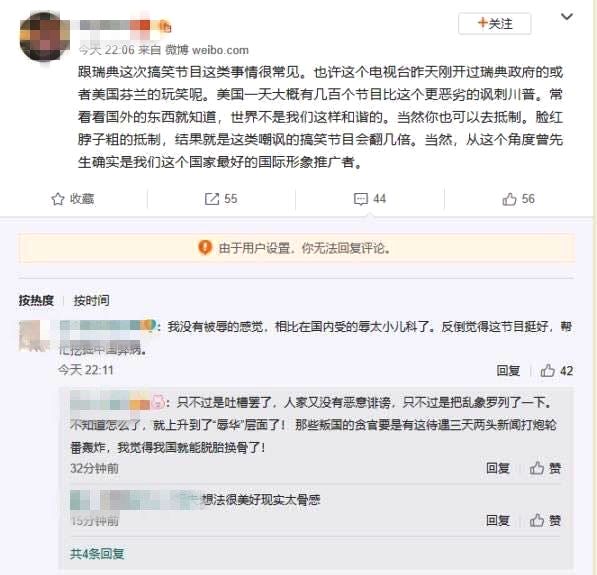 +关注
今天 22:06 来自 微博 weibo.com
跟瑞典这次搞笑节目这类事情很常见。也许这个电视台昨天刚开过瑞典政府的或
者美国芬兰的玩笑呢。美国一天大概有几百个节目比这个更恶劣的讽刺川普。常
看看国外的东西就知道，世界不是我们这样和谐的。当然你也可以去抵制。脸红
脖子粗的抵制，结果就是这类嘲讽的搞笑节目会翻几倍。当然，从这个角度曾先
生确实是我们这个国家最好的国际形象推广者。
收藏 55 44 56
由于用户设置，你无法回复评论。
按热度 按时间
：我没有被辱的感觉，相比在国内受的辱太小儿科了。反倒觉得这节目挺好，帮
忙挖掘中国弊病。
今天 22:11 回复 42
：只不过是吐槽罢了，人家又没有恶意诽谤，只不过是把乱象罗列了一下。
不知道怎么了，就上升到了“辱华”层面了！ 那些叛国的贪官要是有这待遇三天两头新闻打炮轮
番轰炸，我觉得我国就能脱胎换骨了！
32分钟前 回复 赞
想法很美好现实太骨感
15分钟前 回复 赞
共4条回复